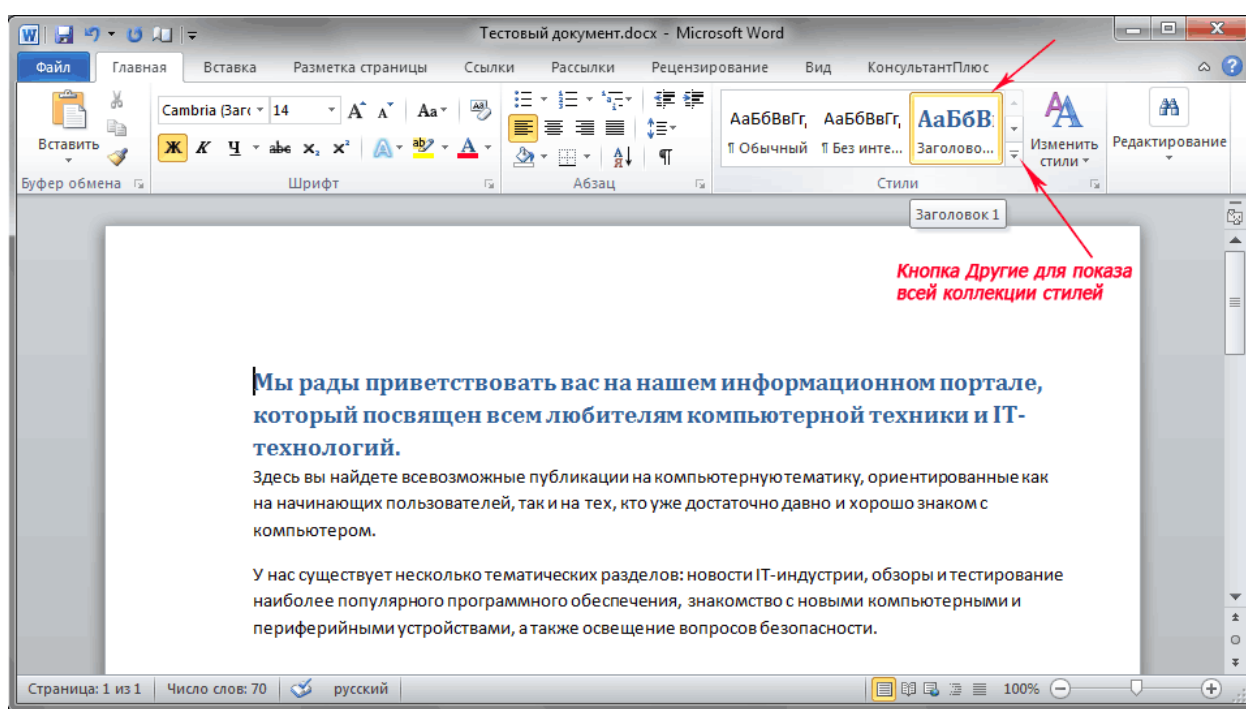 Тестовый документ.docx - Microsoft Word
Файл Главная Вставка Разметка страницы Ссылки Рассылки Рецензирование Вид КонсультантПлюс
Cambria (Заго 14 Aa
АаБбВвГг, АаБбВвГг, АаБбВ
Вставить
Ж К Ч abc x₂ x² A ab A
¶ Обычный ¶ Без инте... Заголово...
Изменить стили
Редактирование
Буфер обмена Шрифт Абзац Стили
Заголовок 1
Кнопка Другие для показа
всей коллекции стилей
Мы рады приветствовать вас на нашем информационном портале,
который посвящен всем любителям компьютерной техники и IT-
технологий.
Здесь вы найдете всевозможные публикации на компьютерную тематику, ориентированные как
на начинающих пользователей, так и на тех, кто уже достаточно давно и хорошо знаком с
компьютером.
У нас существует несколько тематических разделов: новости IT-индустрии, обзоры и тестирование
наиболее популярного программного обеспечения, знакомство с новыми компьютерными и
периферийными устройствами, а также освещение вопросов безопасности.
Страница: 1 из 1 Число слов: 70 русский 100%